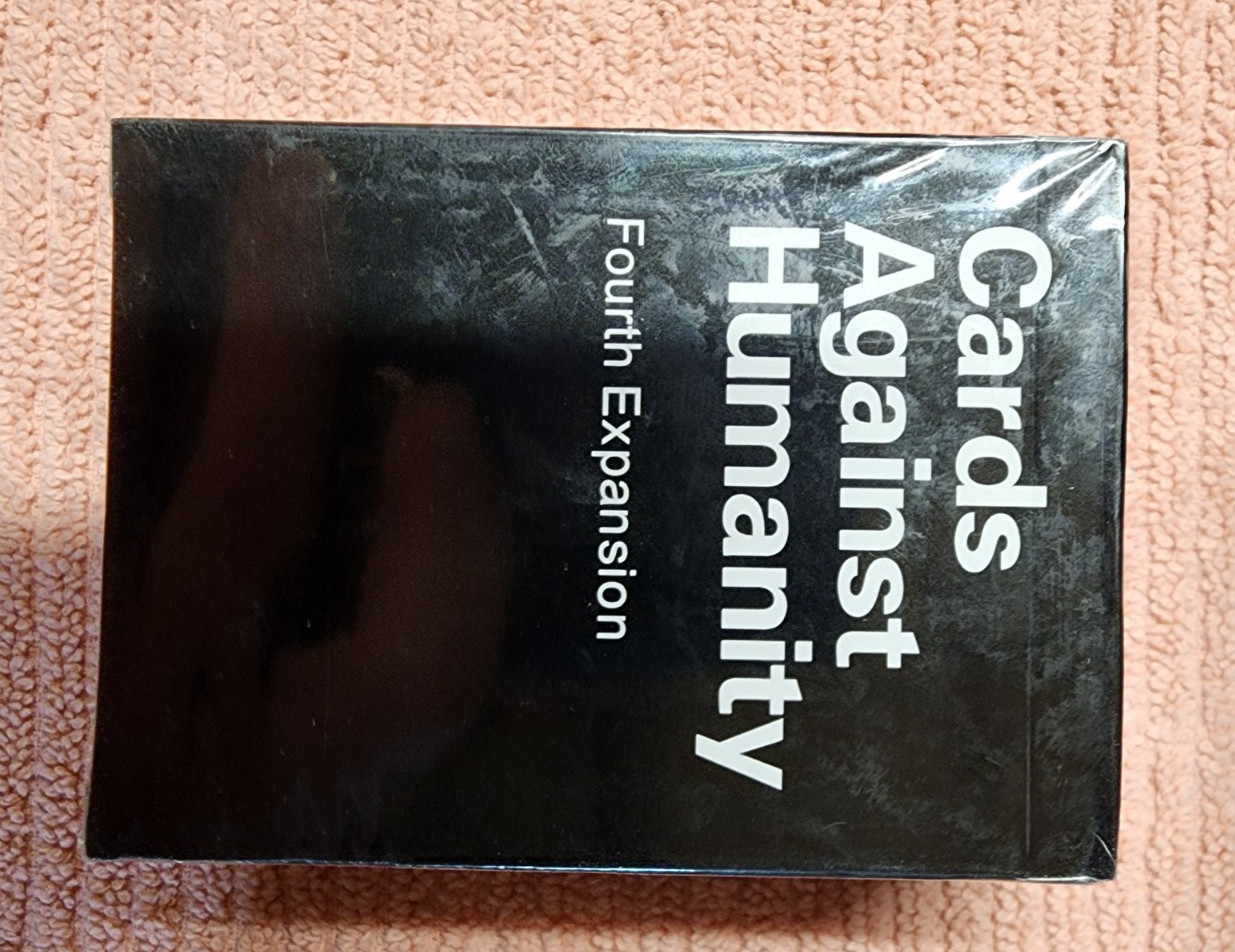 Cards
Against
Humanity
Fourth Expansion